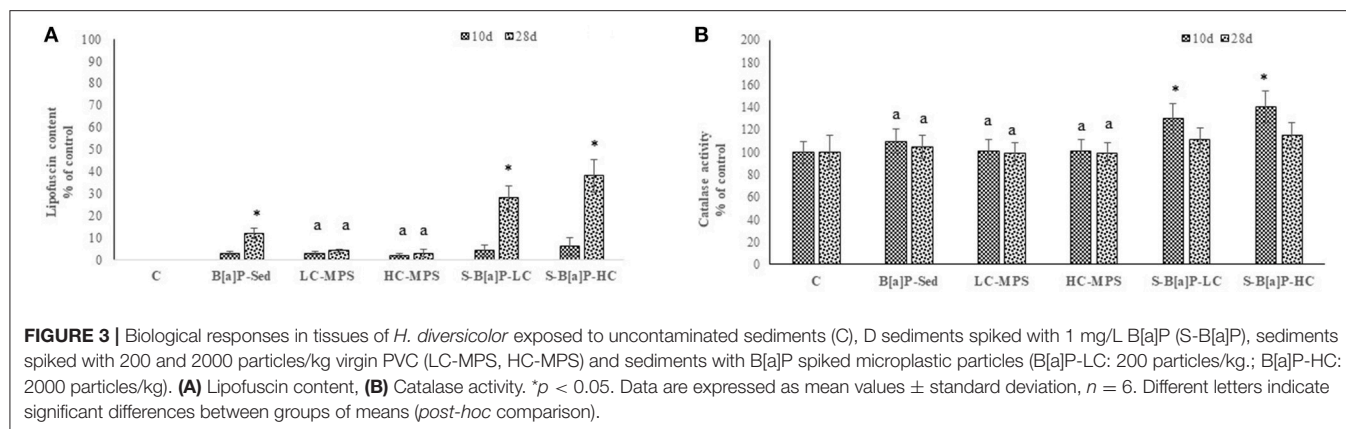 A
100
90
80
70
60
50
40
30
20
10
0
Lipofuscin content
% of control
10d 28d
* * *
a a a a
C B[a]P-Sed LC-MPS HC-MPS S-B[a]P-LC S-B[a]P-HC
B
200
180
160
140
120
100
80
60
40
20
0
Catalase activity
% of control
10d 28d
* *
a a a a a a
C B[a]P-Sed LC-MPS HC-MPS S-B[a]P-LC S-B[a]P-HC
FIGURE 3 | Biological responses in tissues of H. diversicolor exposed to uncontaminated sediments (C), D sediments spiked with 1 mg/L B[a]P (S-B[a]P), sediments
spiked with 200 and 2000 particles/kg virgin PVC (LC-MPS, HC-MPS) and sediments with B[a]P spiked microplastic particles (B[a]P-LC: 200 particles/kg.; B[a]P-HC:
2000 particles/kg). (A) Lipofuscin content, (B) Catalase activity. *p < 0.05. Data are expressed as mean values ± standard deviation, n = 6. Different letters indicate
significant differences between groups of means (post-hoc comparison).